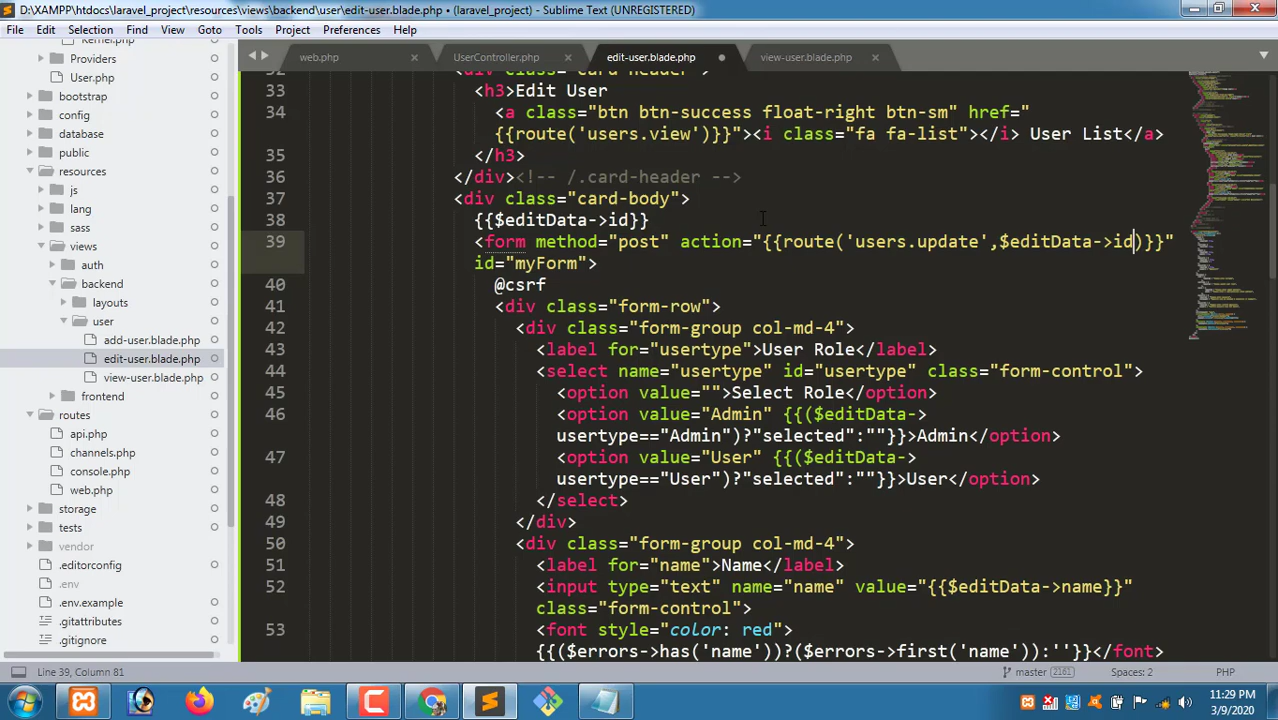 D:\XAMPP\htdocs\laravel_project\resources\views\backend\user\edit-user.blade.php • (laravel_project) - Sublime Text (UNREGISTERED)
File Edit Selection Find View Goto Tools Project Preferences Help
Kernel.php
Providers
User.php
bootstrap
config
database
public
resources
js
lang
sass
views
auth
backend
layouts
user
add-user.blade.php
edit-user.blade.php
view-user.blade.php
frontend
routes
api.php
channels.php
console.php
web.php
storage
tests
vendor
.editorconfig
.env
.env.example
.gitattributes
.gitignore
web.php
UserController.php
edit-user.blade.php
view-user.blade.php
32 <div class="card-header">
33 <h3>Edit User
34 <a class="btn btn-success float-right btn-sm" href="
{{route('users.view')}}"><i class="fa fa-list"></i> User List</a>
35 </h3>
36 </div><!-- /.card-header -->
37 <div class="card-body">
38 {{$editData->id}}
39 <form method="post" action="{{route('users.update',$editData->id)}}"
id="myForm">
40 @csrf
41 <div class="form-row">
42 <div class="form-group col-md-4">
43 <label for="usertype">User Role</label>
44 <select name="usertype" id="usertype" class="form-control">
45 <option value="">Select Role</option>
46 <option value="Admin" {{($editData->
usertype=="Admin")?"selected":""}}>Admin</option>
47 <option value="User" {{($editData->
usertype=="User")?"selected":""}}>User</option>
48 </select>
49 </div>
50 <div class="form-group col-md-4">
51 <label for="name">Name</label>
52 <input type="text" name="name" value="{{$editData->name}}"
class="form-control">
53 <font style="color: red">
{{($errors->has('name'))?($errors->first('name')):''}}</font>
Line 39, Column 81
master 2161
Spaces: 2
PHP
11:29 PM
3/9/2020